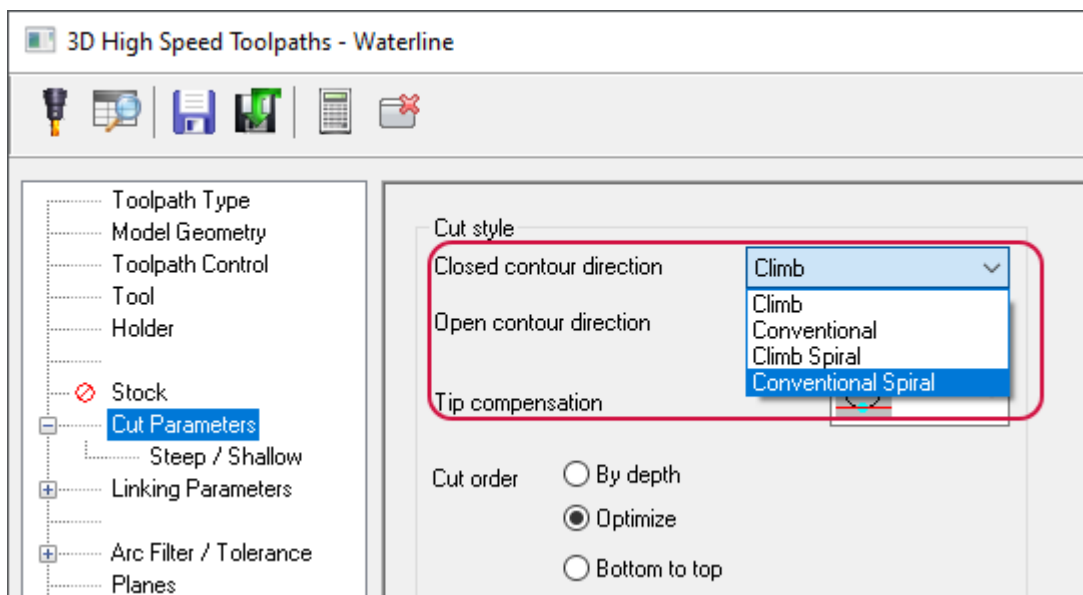 3D High Speed Toolpaths - Waterline
Toolpath Type
Model Geometry
Toolpath Control
Tool
Holder
Stock
Cut Parameters
Steep / Shallow
Linking Parameters
Arc Filter / Tolerance
Planes
Cut style
Closed contour direction
Climb
Climb
Conventional
Climb Spiral
Conventional Spiral
Open contour direction
Tip compensation
Cut order
By depth
Optimize
Bottom to top